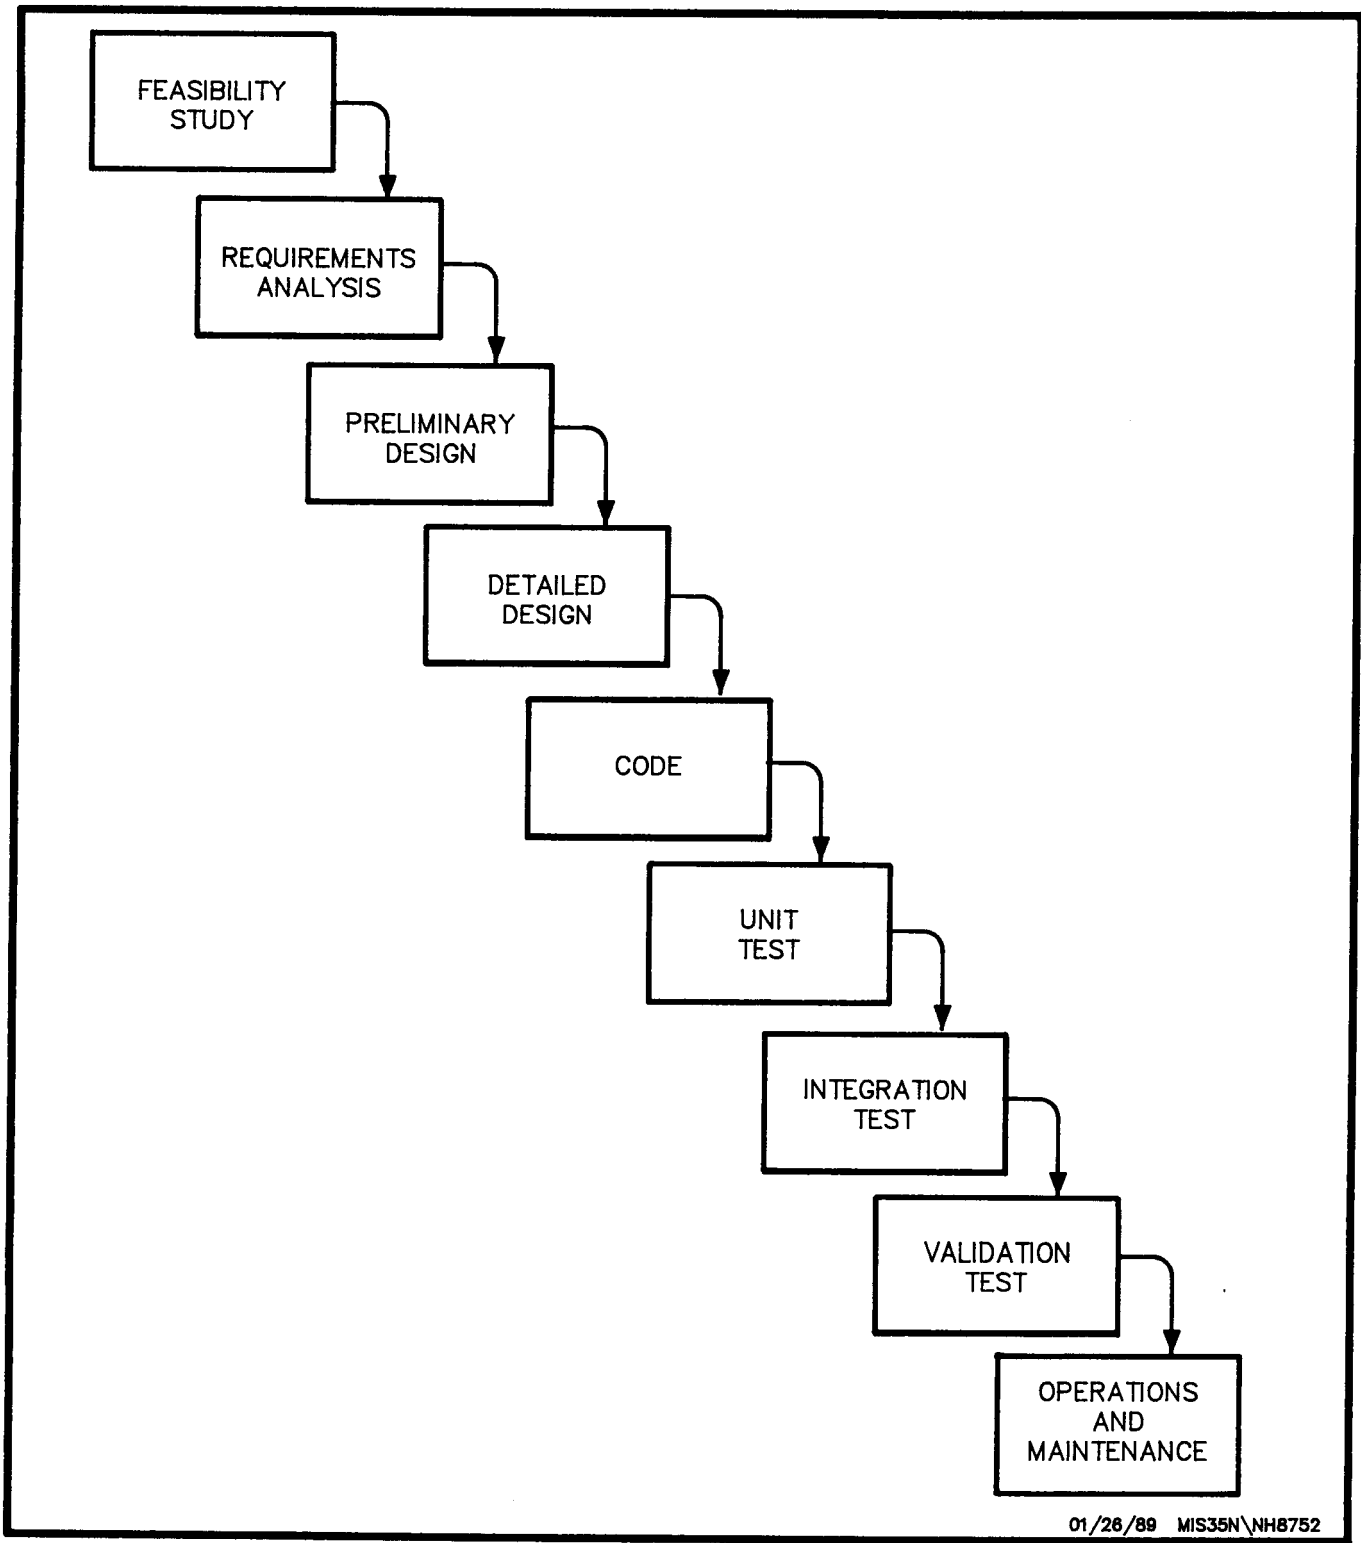 FEASIBILITY
STUDY
REQUIREMENTS
ANALYSIS
PRELIMINARY
DESIGN
DETAILED
DESIGN
CODE
UNIT
TEST
INTEGRATION
TEST
VALIDATION
TEST
OPERATIONS
AND
MAINTENANCE
01/26/89 MIS35N\NH8752